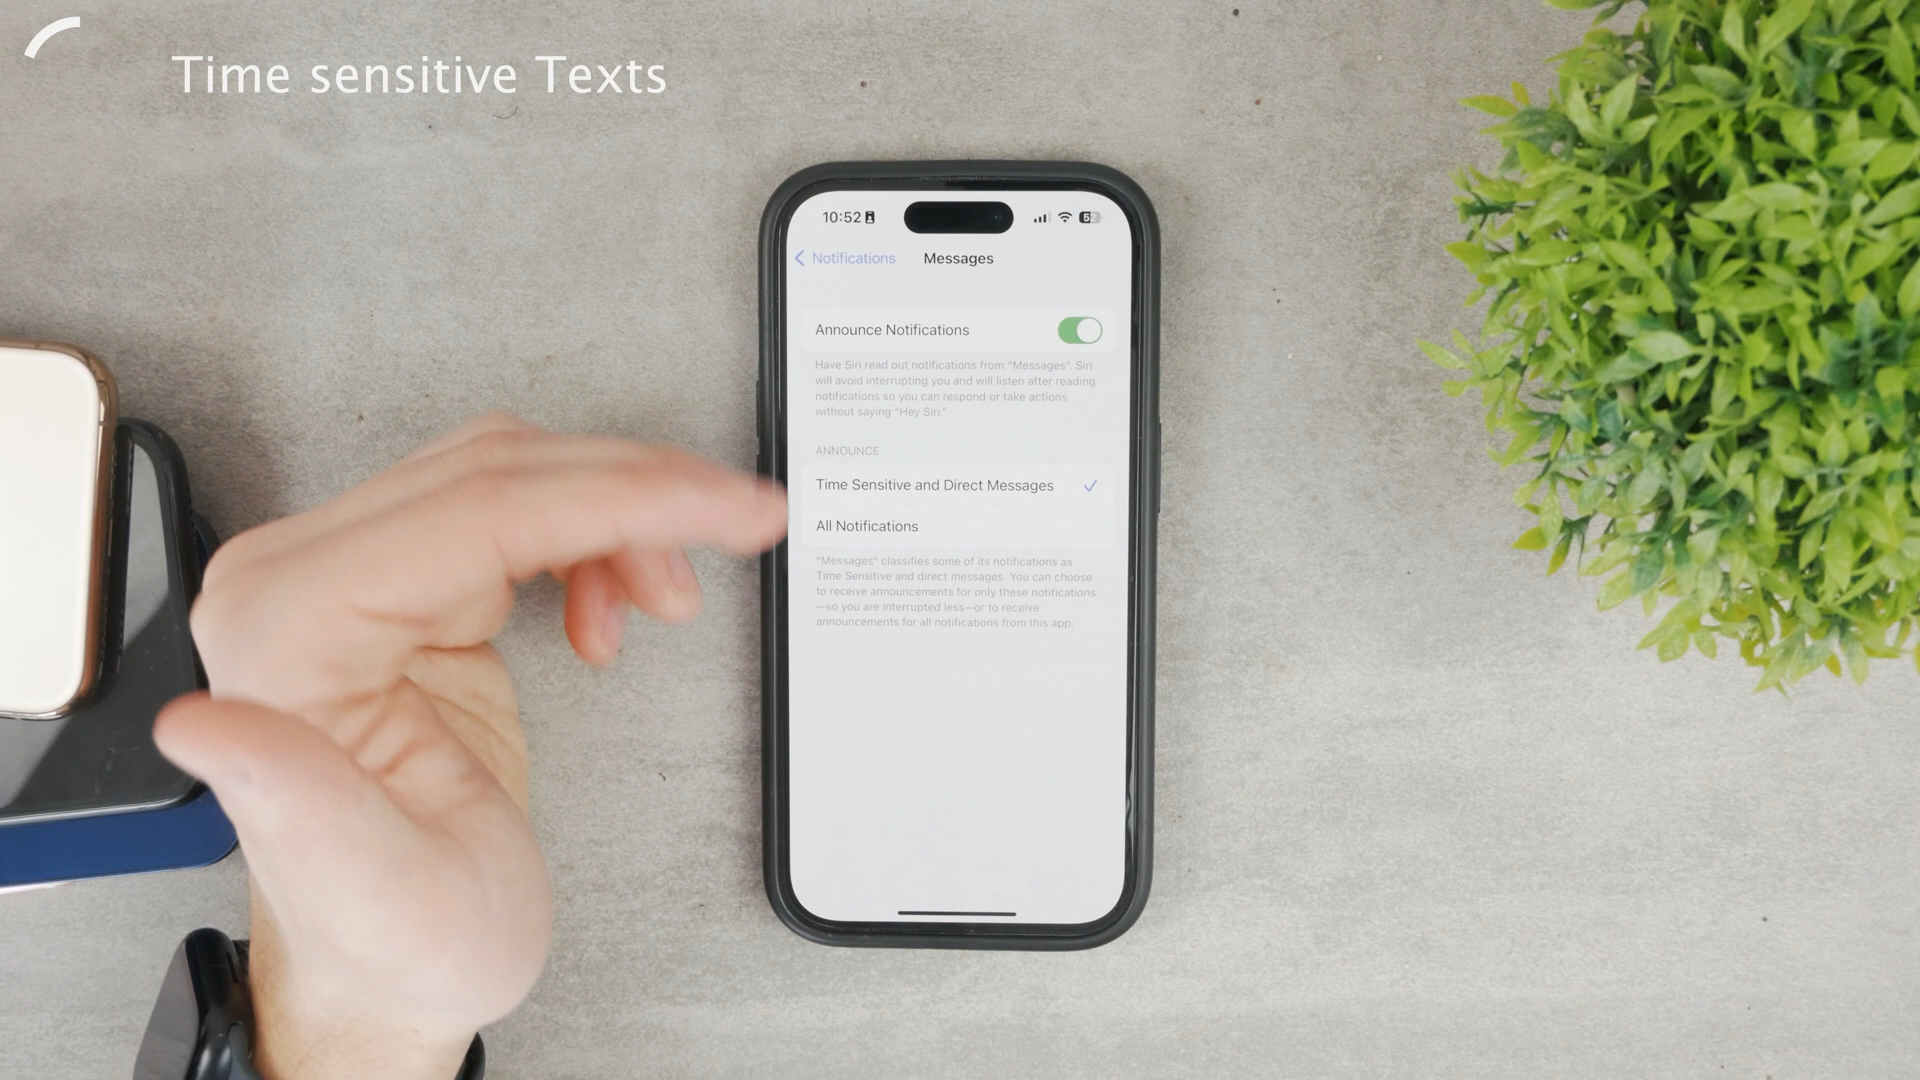 Time sensitive Texts
10:52
52
Notifications
Messages
Announce Notifications
Have Siri read out notifications from "Messages". Siri
will avoid interrupting you and will listen after reading
notifications so you can respond or take actions
without saying "Hey Siri."
ANNOUNCE
Time Sensitive and Direct Messages
All Notifications
"Messages" classifies some of its notifications as
Time Sensitive and direct messages. You can choose
to receive announcements for only these notifications
—so you are interrupted less—or to receive
announcements for all notifications from this app.